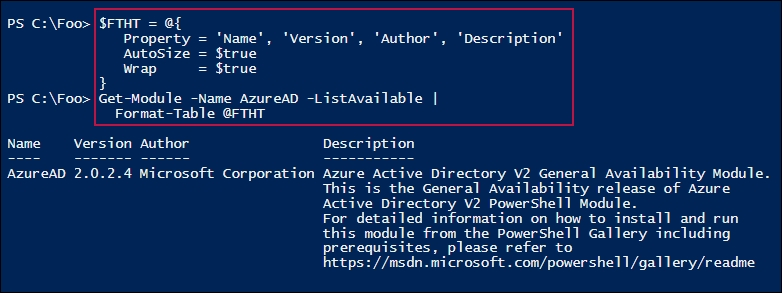 PS C:\Foo> $FTHT = @{
Property = 'Name', 'Version', 'Author', 'Description'
AutoSize = $true
Wrap     = $true
}
PS C:\Foo> Get-Module -Name AzureAD -ListAvailable |
Format-Table @FTHT
Name    Version Author                Description
----    ------- ------                -----------
AzureAD 2.0.2.4 Microsoft Corporation Azure Active Directory V2 General Availability Module.
This is the General Availability release of Azure
Active Directory V2 PowerShell Module.
For detailed information on how to install and run
this module from the PowerShell Gallery including
prerequisites, please refer to
https://msdn.microsoft.com/powershell/gallery/readme